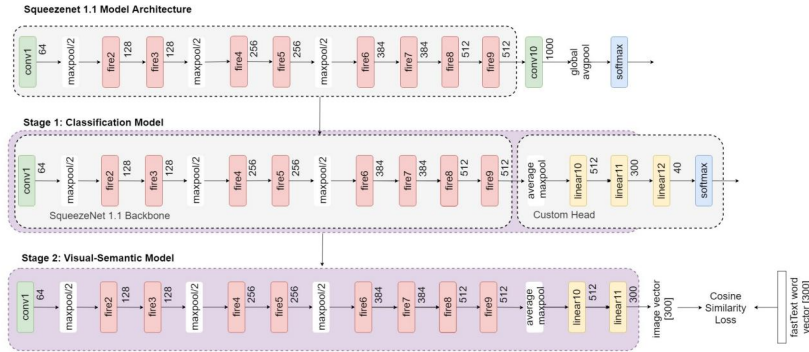 Squeezenet 1.1 Model Architecture
conv1
64
maxpool/2
fire2
128
fire3
128
maxpool/2
fire4
256
fire5
256
maxpool/2
fire6
384
fire7
384
fire8
512
fire9
512
conv10
1000
global
avgpool
softmax
Stage 1: Classification Model
conv1
64
maxpool/2
fire2
128
fire3
128
maxpool/2
fire4
256
fire5
256
maxpool/2
fire6
384
fire7
384
fire8
512
fire9
512
average
maxpool
linear10
512
linear11
300
linear12
40
softmax
SqueezeNet 1.1 Backbone
Custom Head
Stage 2: Visual-Semantic Model
conv1
64
maxpool/2
fire2
128
fire3
128
maxpool/2
fire4
256
fire5
256
maxpool/2
fire6
384
fire7
384
fire8
512
fire9
512
average
maxpool
linear10
512
linear11
300
image vector
[300]
Cosine
Similarity
Loss
fastText word
vector [300]